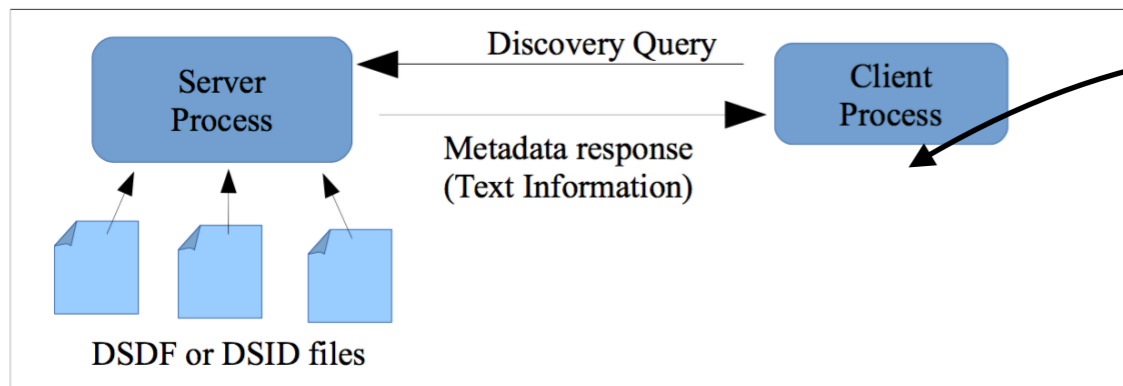 Discovery Query
Server
Process
Client
Process
Metadata response
(Text Information)
DSDF or DSID files